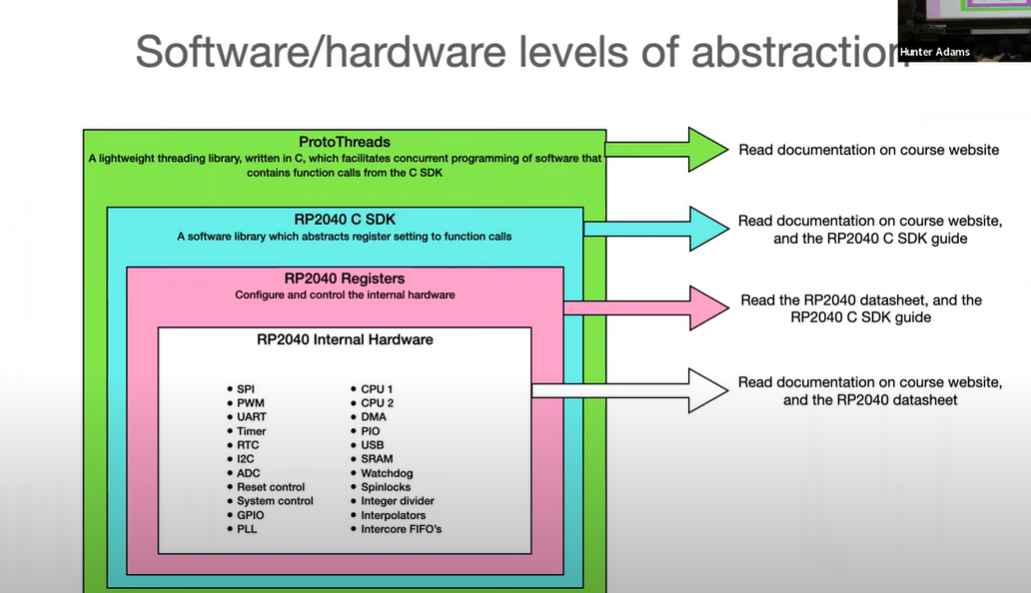 Software/hardware levels of abstraction
Hunter Adams
ProtoThreads
A lightweight threading library, written in C, which facilitates concurrent programming of software that
contains function calls from the C SDK
Read documentation on course website
RP2040 C SDK
A software library which abstracts register setting to function calls
Read documentation on course website,
and the RP2040 C SDK guide
RP2040 Registers
Configure and control the internal hardware
Read the RP2040 datasheet, and the
RP2040 C SDK guide
RP2040 Internal Hardware
• SPI
• PWM
• UART
• Timer
• RTC
• I2C
• ADC
• Reset control
• System control
• GPIO
• PLL
• CPU 1
• CPU 2
• DMA
• PIO
• USB
• SRAM
• Watchdog
• Spinlocks
• Integer divider
• Interpolators
• Intercore FIFO's
Read documentation on course website,
and the RP2040 datasheet